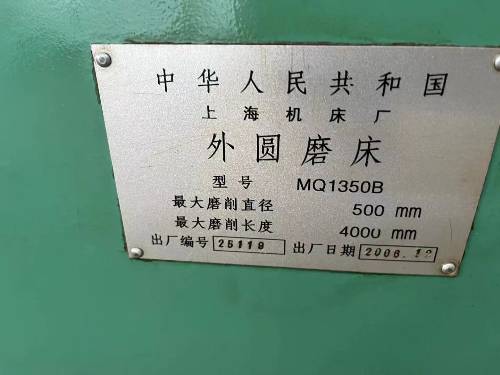 中华人民共和国
上海机床厂
外圆磨床
型号 MQ1350B
最大磨削直径 500 mm
最大磨削长度 4000 mm
出厂编号 25119 出厂日期 2006.12